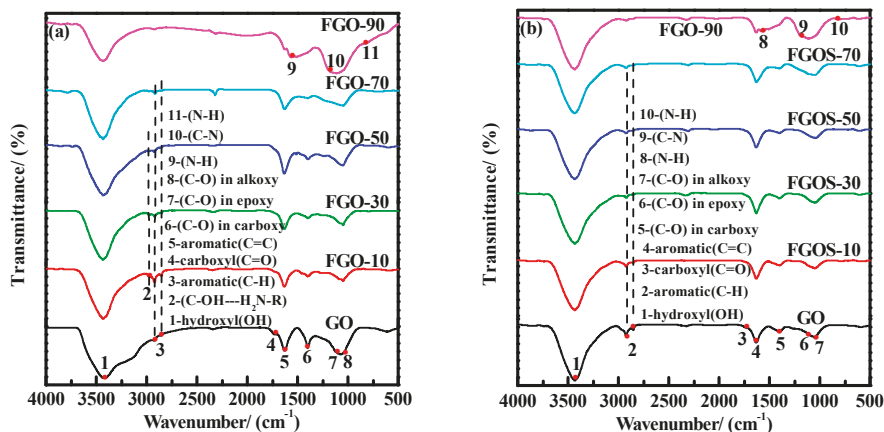 (a)
FGO-90
11
10
9
FGO-70
11-(N-H)
10-(C-N)
FGO-50
9-(N-H)
8-(C-O) in alkoxy
7-(C-O) in epoxy
FGO-30
6-(C-O) in carboxy
5-aromatic(C=C)
4-carboxyl(C=O)
FGO-10
3-aromatic(C-H)
2
2-(C-OH---H₂N-R)
1-hydroxyl(OH)
GO
1
3
4
5
6
7
8
Transmittance/ (%)
4000 3500 3000 2500 2000 1500 1000 500
Wavenumber/ (cm⁻¹)
(b)
FGO-90
8
9
10
FGOS-70
10-(N-H)
FGOS-50
9-(C-N)
8-(N-H)
7-(C-O) in alkoxy
FGOS-30
6-(C-O) in epoxy
5-(C-O) in carboxy
4-aromatic(C=C)
FGOS-10
3-carboxyl(C=O)
2-aromatic(C-H)
1-hydroxyl(OH)
GO
1
2
3
4
5
6
7
Transmittance/ (%)
4000 3500 3000 2500 2000 1500 1000 500
Wavenumber/ (cm⁻¹)